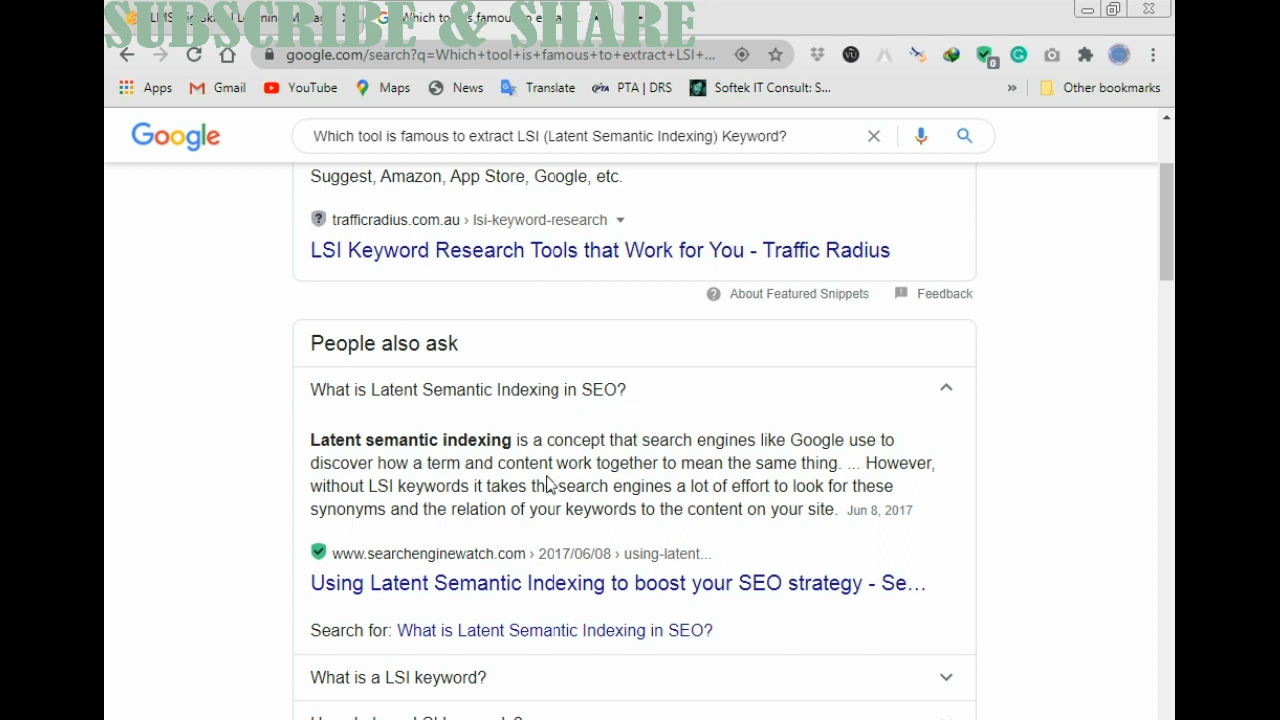 SUBSCRIBE & SHARE
Which too is famous to ex
google.com/search?q=Which+tool+is+famous+to+extract+LSI+...
0
Apps
Gmail
YouTube
Maps
News
Translate
PTA | DRS
Softek IT Consult: S...
»
Other bookmarks
Google
Which tool is famous to extract LSI (Latent Semantic Indexing) Keyword?
Suggest, Amazon, App Store, Google, etc.
trafficradius.com.au › lsi-keyword-research
LSI Keyword Research Tools that Work for You - Traffic Radius
About Featured Snippets
Feedback
People also ask
What is Latent Semantic Indexing in SEO?
Latent semantic indexing is a concept that search engines like Google use to
discover how a term and content work together to mean the same thing. ... However,
without LSI keywords it takes the search engines a lot of effort to look for these
synonyms and the relation of your keywords to the content on your site. Jun 8, 2017
www.searchenginewatch.com › 2017/06/08 › using-latent...
Using Latent Semantic Indexing to boost your SEO strategy - Se...
Search for: What is Latent Semantic Indexing in SEO?
What is a LSI keyword?